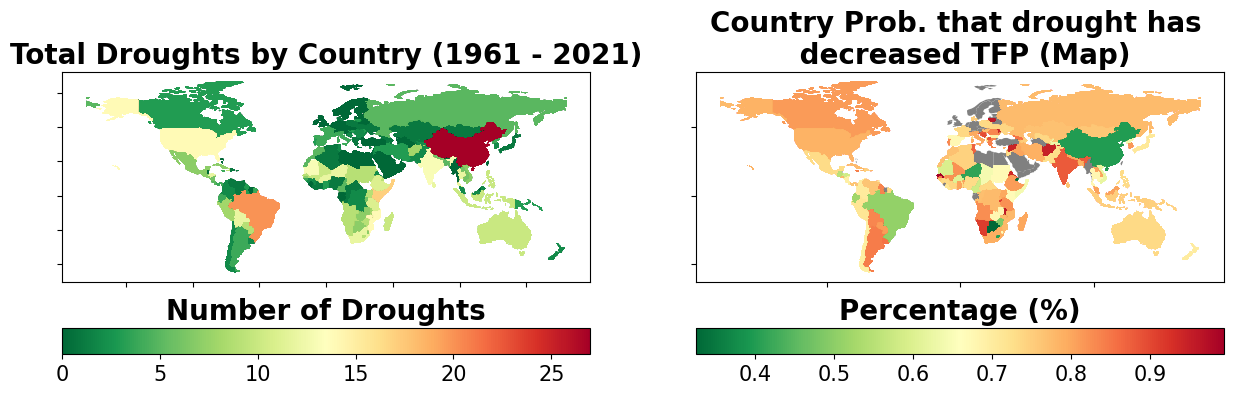 Total Droughts by Country (1961 - 2021)
Country Prob. that drought has
decreased TFP (Map)
Number of Droughts
0 5 10 15 20 25
Percentage (%)
0.4 0.5 0.6 0.7 0.8 0.9